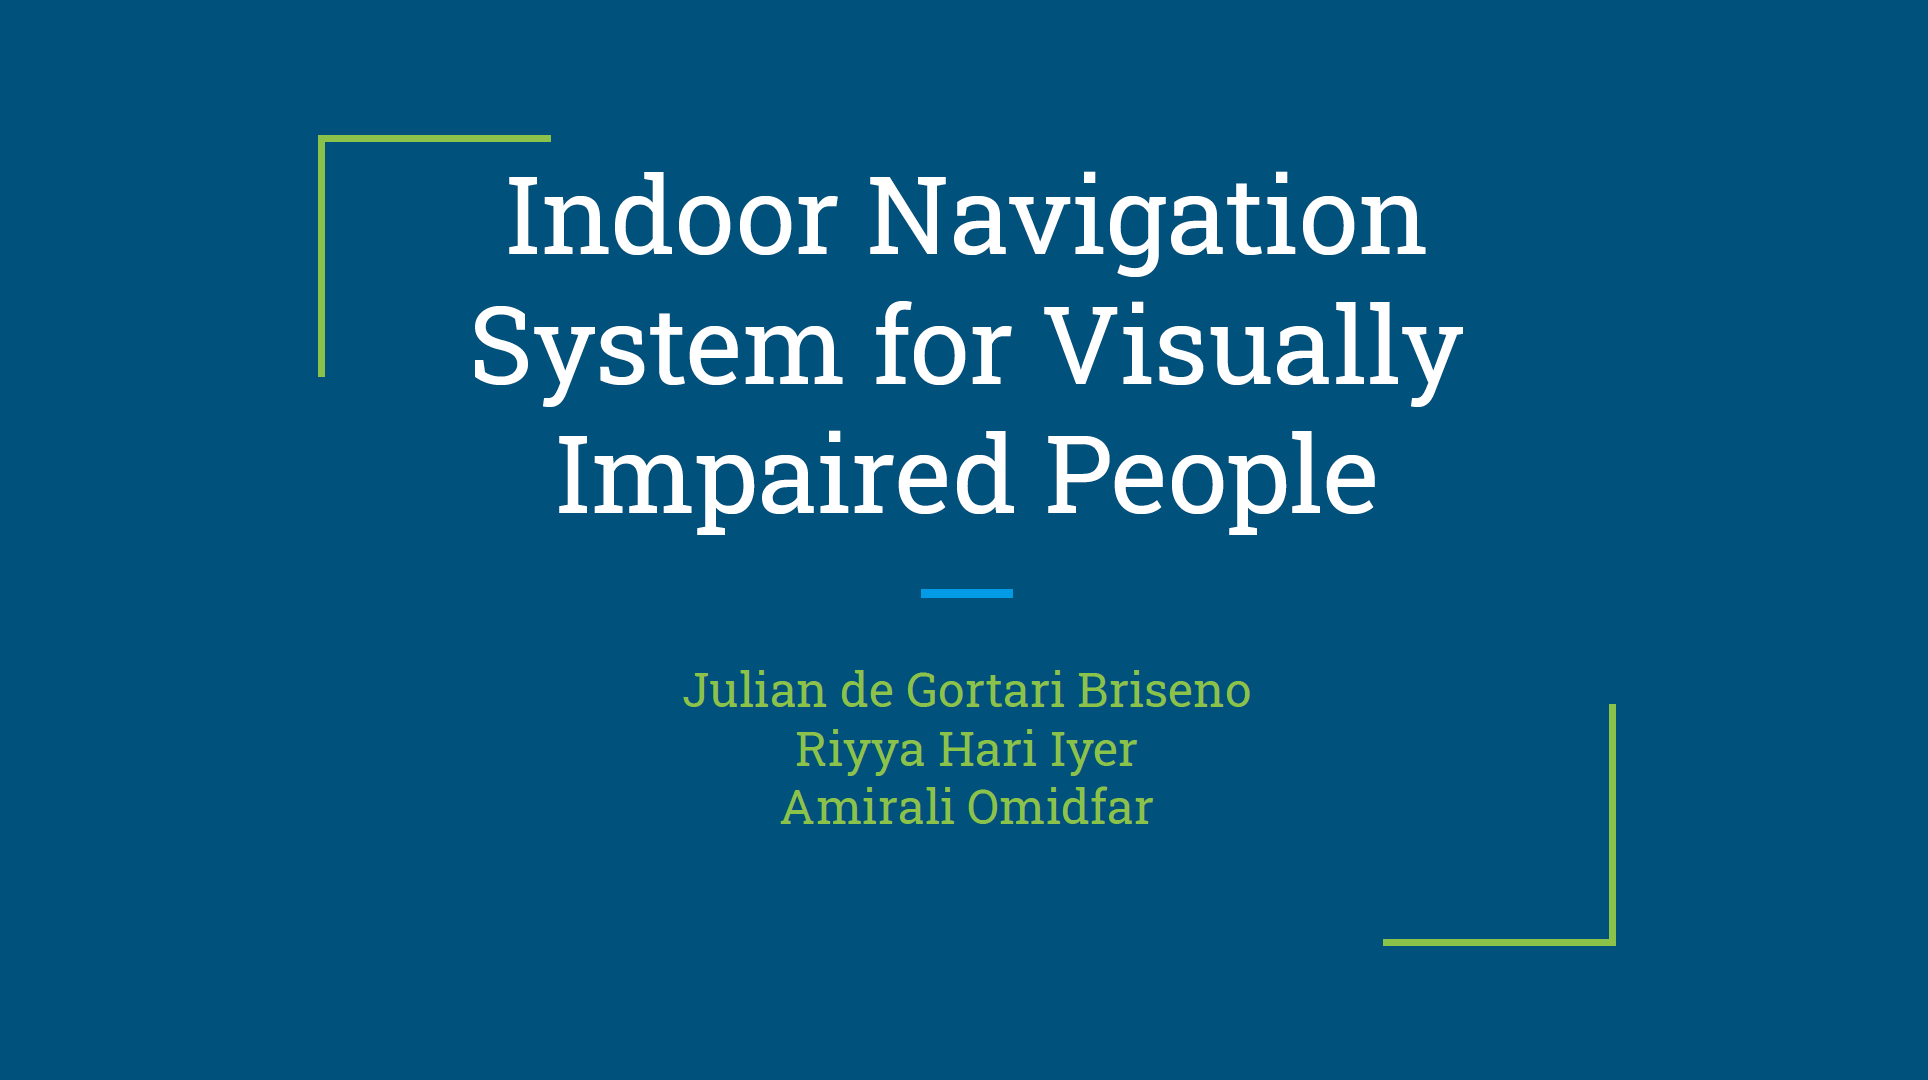 Indoor Navigation
System for Visually
Impaired People
Julian de Gortari Briseno
Riyya Hari Iyer
Amirali Omidfar